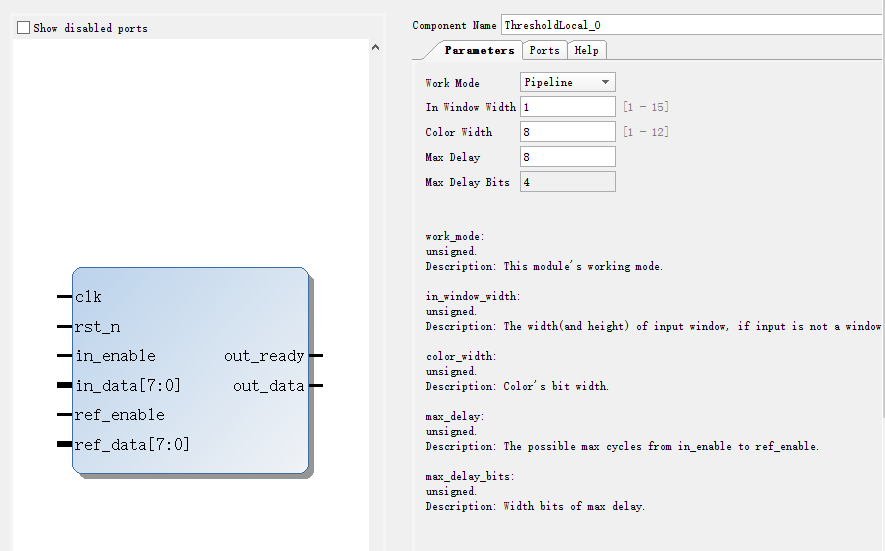 Show disabled ports
clk
rst_n
in_enable
in_data[7:0]
ref_enable
ref_data[7:0]
out_ready
out_data
Component Name ThresholdLocal_0
Parameters Ports Help
Work Mode Pipeline
In Window Width 1 [1 - 15]
Color Width 8 [1 - 12]
Max Delay 8
Max Delay Bits 4
work_mode:
unsigned.
Description: This module's working mode.
in_window_width:
unsigned.
Description: The width(and height) of input window, if input is not a window
color_width:
unsigned.
Description: Color's bit width.
max_delay:
unsigned.
Description: The possible max cycles from in_enable to ref_enable.
max_delay_bits:
unsigned.
Description: Width bits of max delay.